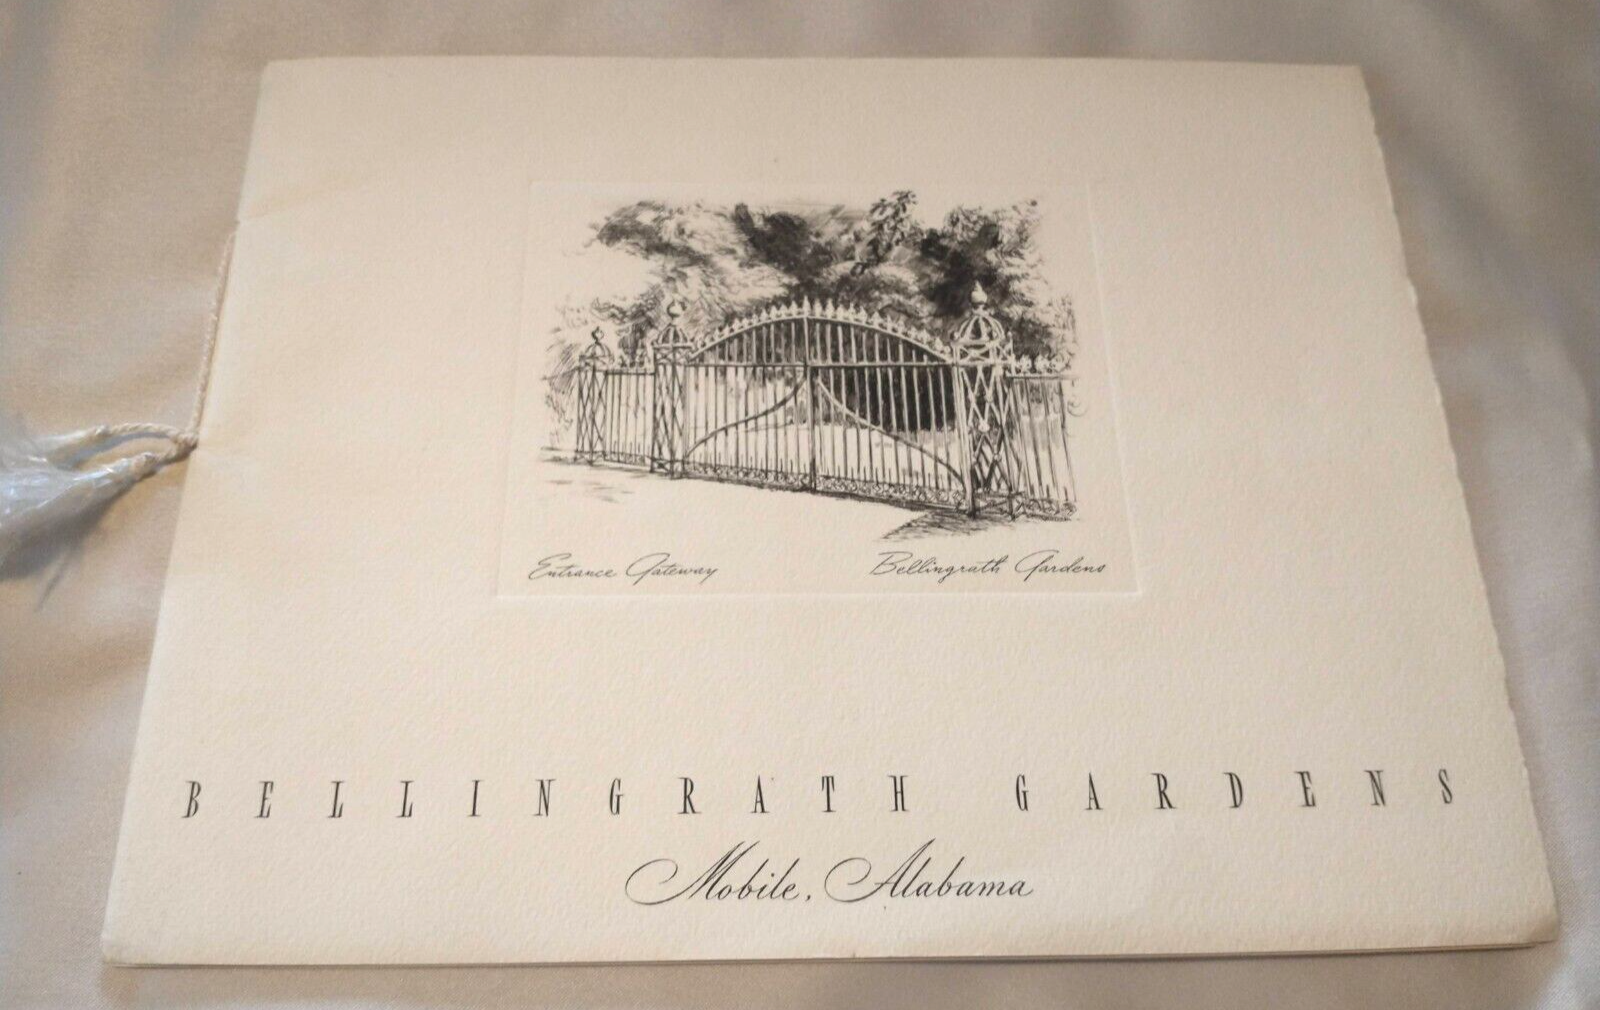 Entrance Gateway Bellingrath Gardens
BELLINGRATH GARDENS
Mobile, Alabama